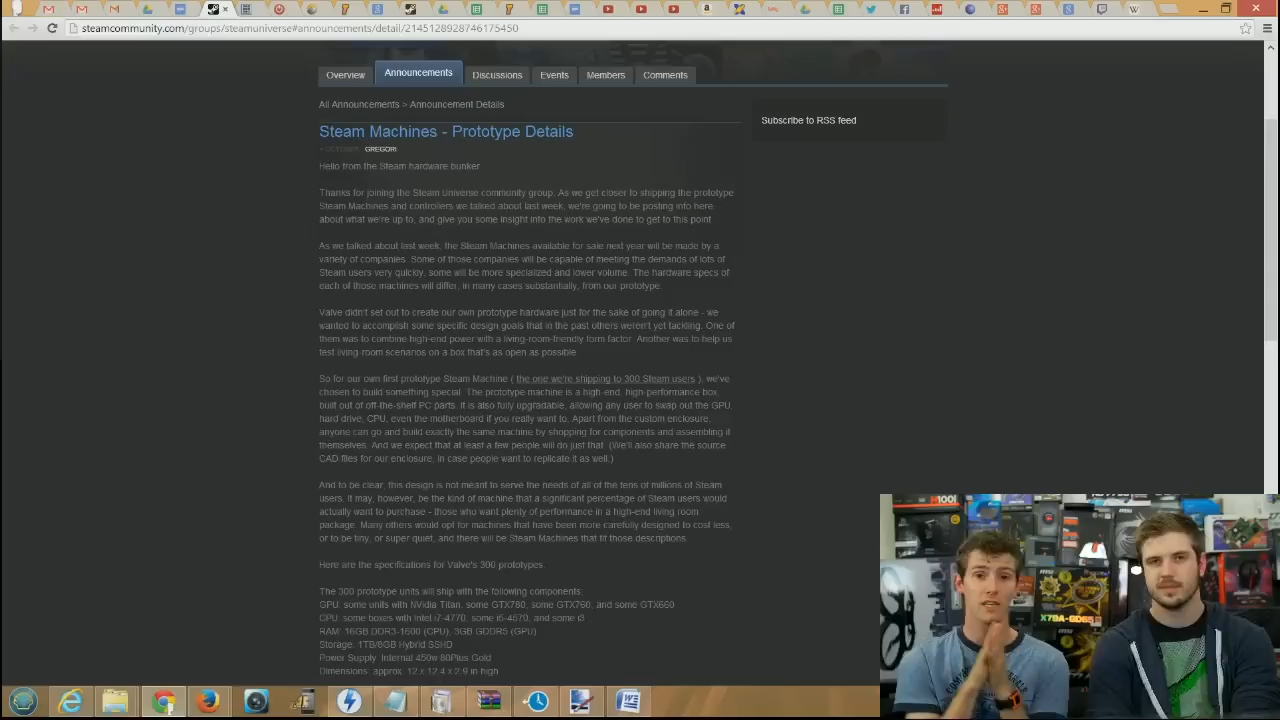 steamcommunity.com/groups/steamuniverse#announcements/detail/2145128928746175450
Overview Announcements Discussions Events Members Comments
All Announcements > Announcement Details
Subscribe to RSS feed
Steam Machines - Prototype Details
OCTOBER GREGORI
Hello from the Steam hardware bunker
Thanks for joining the Steam Universe community group. As we get closer to shipping the prototype
Steam Machines and controllers we talked about last week, we're going to be posting info here
about what we're up to, and give you some insight into the work we've done to get to this point
As we talked about last week, the Steam Machines available for sale next year will be made by a
variety of companies. Some of those companies will be capable of meeting the demands of lots of
Steam users very quickly, some will be more specialized and lower volume. The hardware specs of
each of those machines will differ, in many cases substantially, from our prototype.
Valve didn't set out to create our own prototype hardware just for the sake of going it alone - we
wanted to accomplish some specific design goals that in the past others weren't yet tackling. One of
them was to combine high-end power with a living-room-friendly form factor. Another was to help us
test living-room scenarios on a box that's as open as possible
So for our own first prototype Steam Machine ( the one we're shipping to 300 Steam users ), we've
chosen to build something special. The prototype machine is a high-end, high-performance box,
built out of off-the-shelf PC parts. It is also fully upgradable, allowing any user to swap out the GPU,
hard drive, CPU, even the motherboard if you really want to. Apart from the custom enclosure,
anyone can go and build exactly the same machine by shopping for components and assembling it
themselves. And we expect that at least a few people will do just that. (We'll also share the source
CAD files for our enclosure, in case people want to replicate it as well.)
And to be clear, this design is not meant to serve the needs of all of the tens of millions of Steam
users. It may, however, be the kind of machine that a significant percentage of Steam users would
actually want to purchase - those who want plenty of performance in a high-end living room
package. Many others would opt for machines that have been more carefully designed to cost less,
or to be tiny, or super quiet, and there will be Steam Machines that fit those descriptions.
Here are the specifications for Valve's 300 prototypes.
The 300 prototype units will ship with the following components:
GPU: some units with NVidia Titan, some GTX780, some GTX760, and some GTX660
CPU: some boxes with Intel i7-4770, some i5-4570, and some i3
RAM: 16GB DDR3-1600 (CPU), 3GB GDDR5 (GPU)
Storage: 1TB/8GB Hybrid SSHD
Power Supply: Internal 450w 80Plus Gold
Dimensions: approx. 12 x 12.4 x 2.9 in high
X79A-GD65